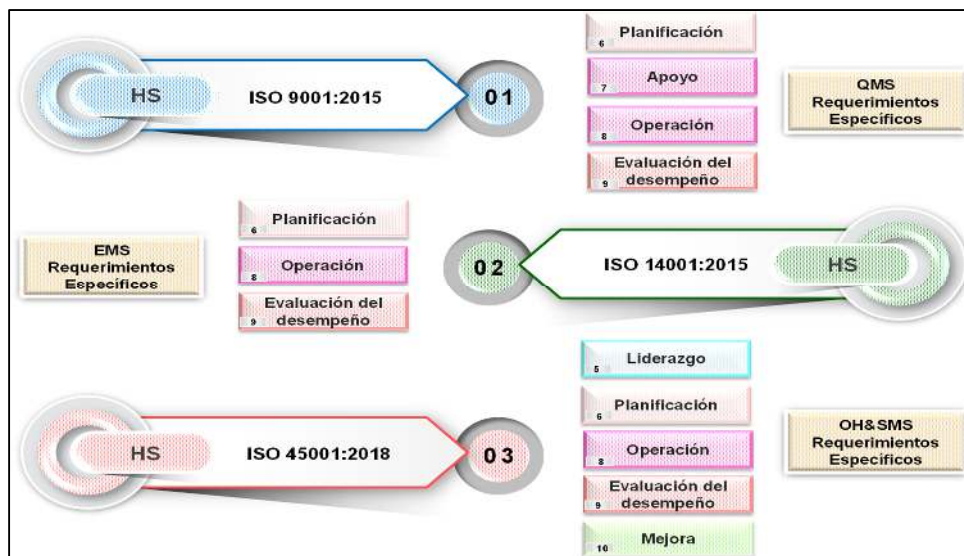 HS
ISO 9001:2015
01
Planificación
6
Apoyo
7
Operación
8
Evaluación del
desempeño
9
QMS
Requerimientos
Específicos
EMS
Requerimientos
Específicos
Planificación
6
Operación
8
Evaluación del
desempeño
9
02
ISO 14001:2015
HS
HS
ISO 45001:2018
03
Liderazgo
5
Planificación
6
Operación
8
Evaluación del
desempeño
9
Mejora
10
OH&SMS
Requerimientos
Específicos